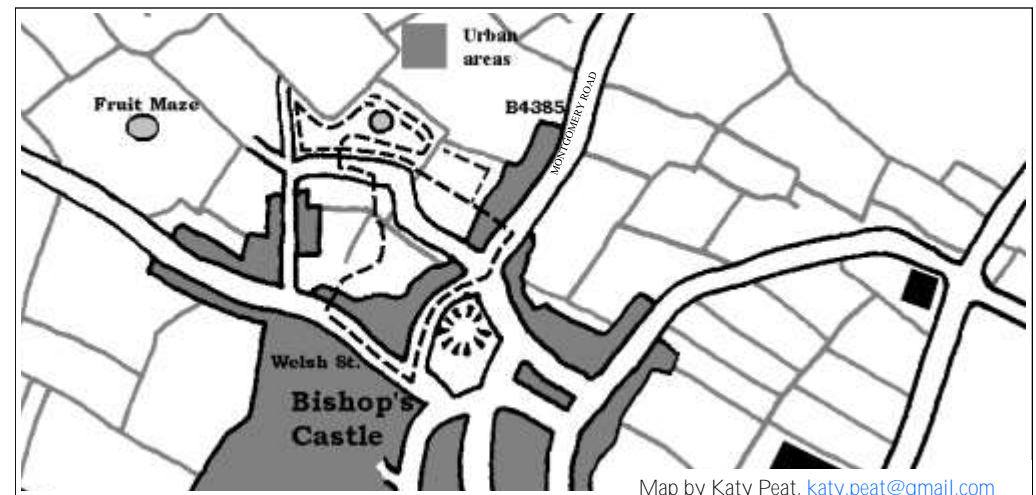 Urban
areas
Fruit Maze
B4385
MONTGOMERY ROAD
Welsh St.
Bishop's
Castle
Map by Katy Peat, katy.peat@gmail.com